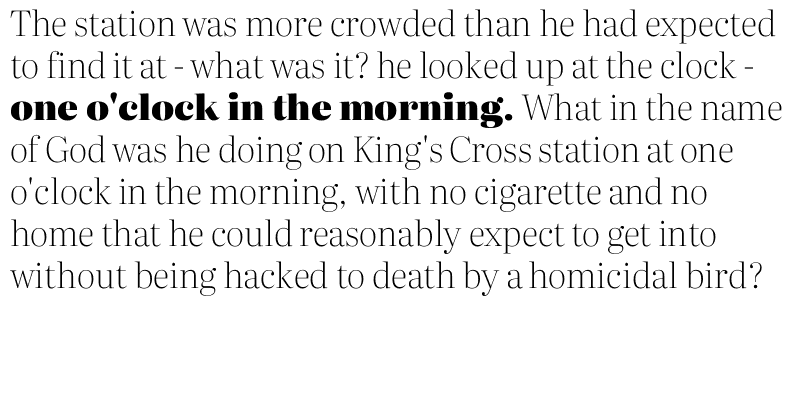 The station was more crowded than he had expected
to find it at - what was it? he looked up at the clock -
one o'clock in the morning. What in the name
of God was he doing on King's Cross station at one
o'clock in the morning, with no cigarette and no
home that he could reasonably expect to get into
without being hacked to death by a homicidal bird?